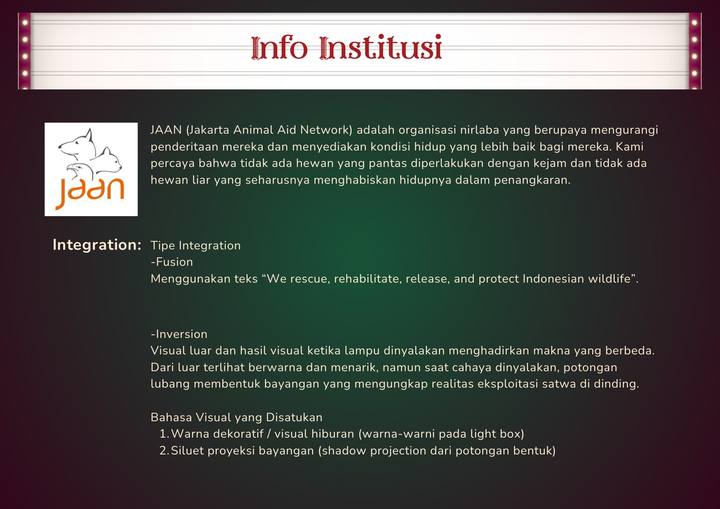 Info Institusi
jaan
JAAN (Jakarta Animal Aid Network) adalah organisasi nirlaba yang berupaya mengurangi
penderitaan mereka dan menyediakan kondisi hidup yang lebih baik bagi mereka. Kami
percaya bahwa tidak ada hewan yang pantas diperlakukan dengan kejam dan tidak ada
hewan liar yang seharusnya menghabiskan hidupnya dalam penangkaran.
Integration:
Tipe Integration
-Fusion
Menggunakan teks “We rescue, rehabilitate, release, and protect Indonesian wildlife”.
-Inversion
Visual luar dan hasil visual ketika lampu dinyalakan menghadirkan makna yang berbeda.
Dari luar terlihat berwarna dan menarik, namun saat cahaya dinyalakan, potongan
lubang membentuk bayangan yang mengungkap realitas eksploitasi satwa di dinding.
Bahasa Visual yang Disatukan
1.Warna dekoratif / visual hiburan (warna-warni pada light box)
2.Siluet proyeksi bayangan (shadow projection dari potongan bentuk)